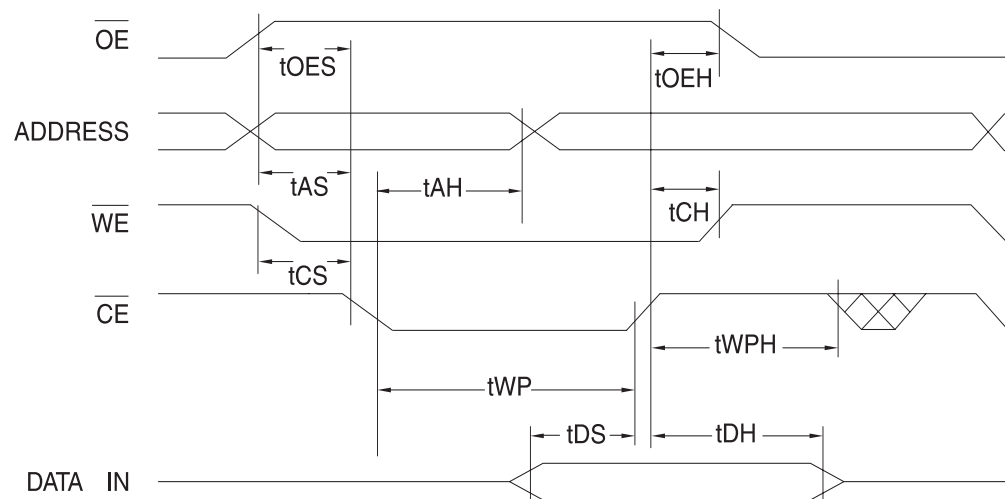 OE
tOES
tOEH
ADDRESS
tAS
tAH
tCH
WE
tCS
CE
tWPH
tWP
tDS
tDH
DATA IN